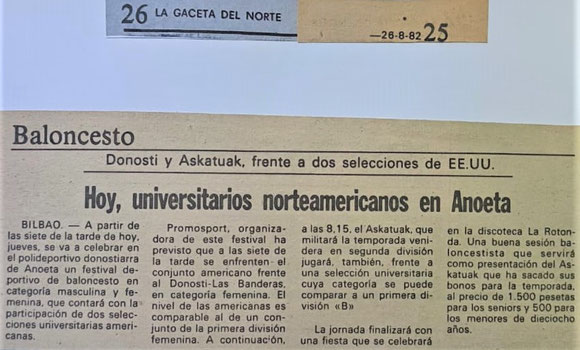 26 LA GACETA DEL NORTE
—26-8-82 25
Baloncesto
Donosti y Askatuak, frente a dos selecciones de EE.UU.
Hoy, universitarios norteamericanos en Anoeta
BILBAO. — A partir de
las siete de la tarde de hoy,
jueves, se va a celebrar en
el polideportivo donostiarra
de Anoeta un festival de-
portivo de baloncesto en
categoría masculina y fe-
menina, que contará con la
participación de dos selec-
ciones universitarias ameri-
canas.
Promosport, organiza-
dora de este festival ha
previsto que a las siete de
la tarde se enfrenten el
conjunto americano frente
al Donosti-Las Banderas,
en categoría femenina. El
nivel de las americanas es
comparable al de un con-
junto de la primera división
femenina. A continuación,
a las 8,15, el Askatuak, que
militará la temporada veni-
dera en segunda división
jugará, también, frente a
una selección universitaria
cuya categoría se puede
comparar a un primera di-
visión «B»
La jornada finalizará con
una fiesta que se celebrará
en la discoteca La Roton-
da. Una buena sesión ba-
loncestista que servirá
como presentación del As-
katuak que ha sacado sus
bonos para la temporada,
al precio de 1.500 pesetas
para los seniors y 500 para
los menores de dieciocho
años.